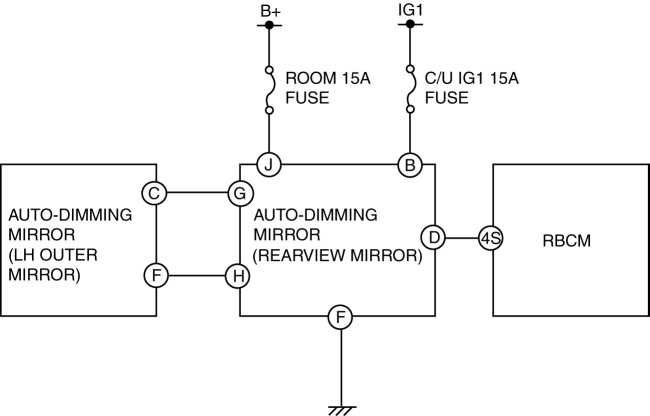 B+
IG1
ROOM 15A
FUSE
C/U IG1 15A
FUSE
J
B
C
G
AUTO-DIMMING
MIRROR
(LH OUTER
MIRROR)
AUTO-DIMMING
MIRROR
(REARVIEW MIRROR)
D
4S
RBCM
F
H
F